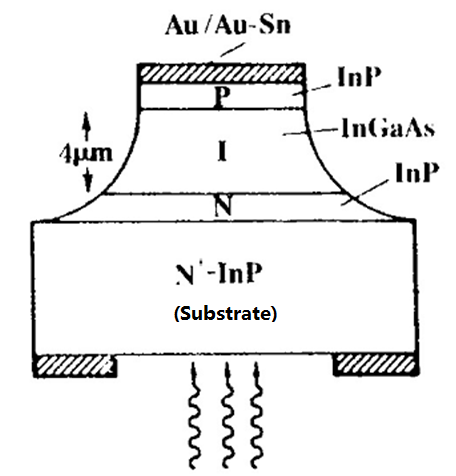 Au/Au-Sn
InP
P
InGaAs
4μm
I
InP
N
N⁺-InP
(Substrate)